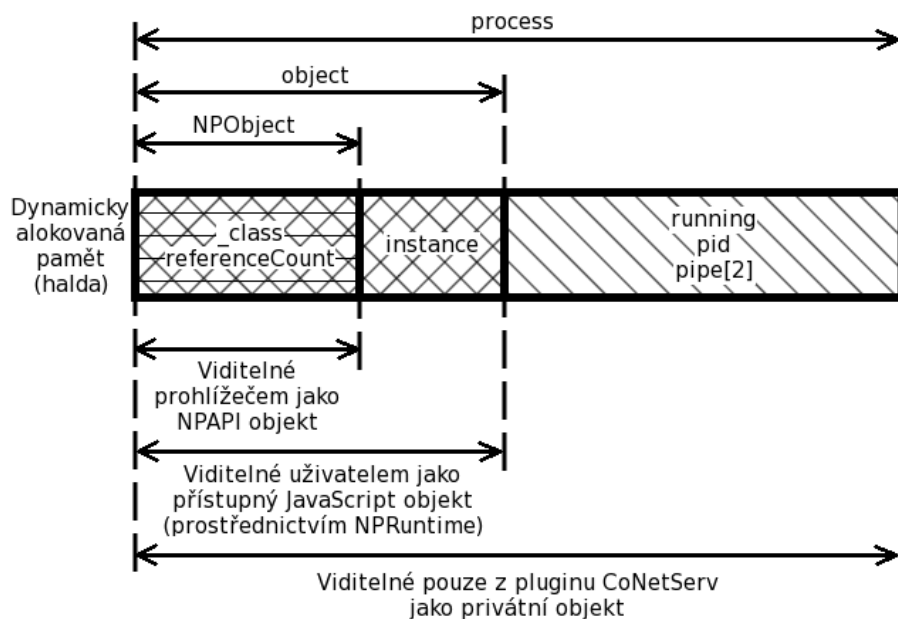 process
object
NPObject
Dynamicky
alokovaná
pamět
(halda)
_class
referenceCount
instance
running
pid
pipe[2]
Viditelné
prohlížečem jako
NPAPI objekt
Viditelné uživatelem jako
přístupný JavaScript objekt
(prostřednictvím NPRuntime)
Viditelné pouze z pluginu CoNetServ
jako privátní objekt